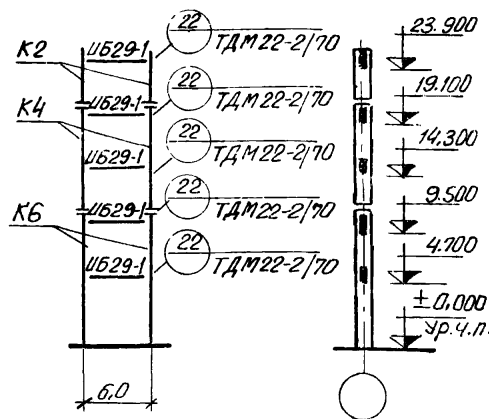 К2
К4
К6
ИБ29-1
22
ТДМ22-2/70
ИБ29-1
22
ТДМ22-2/70
ИБ29-1
22
ТДМ22-2/70
ИБ29-1
22
ТДМ22-2/70
ИБ29-1
22
ТДМ22-2/70
6,0
23.900
19.100
14,300
9.500
4.700
±0,000
Ур.ч.п.